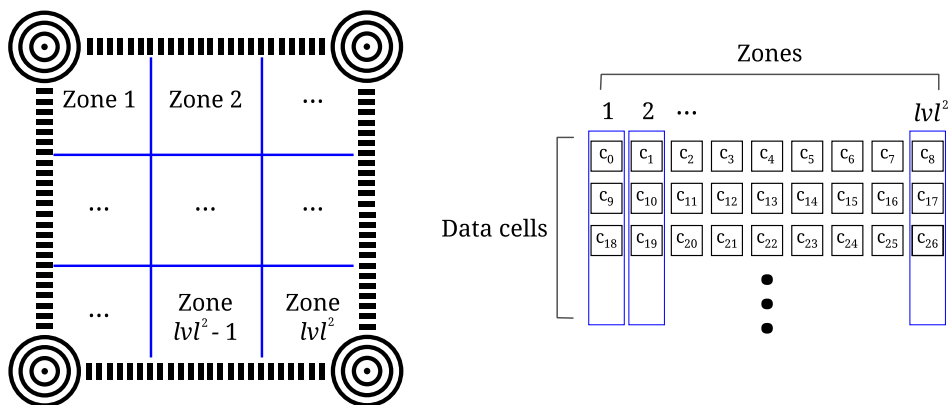 Zone 1 Zone 2 ...
... ... ...
... Zone lvl² - 1 Zone lvl²
Zones
1 2 ... lvl²
Data cells
c₀ c₁ c₂ c₃ c₄ c₅ c₆ c₇ c₈
c₉ c₁₀ c₁₁ c₁₂ c₁₃ c₁₄ c₁₅ c₁₆ c₁₇
c₁₈ c₁₉ c₂₀ c₂₁ c₂₂ c₂₃ c₂₄ c₂₅ c₂₆